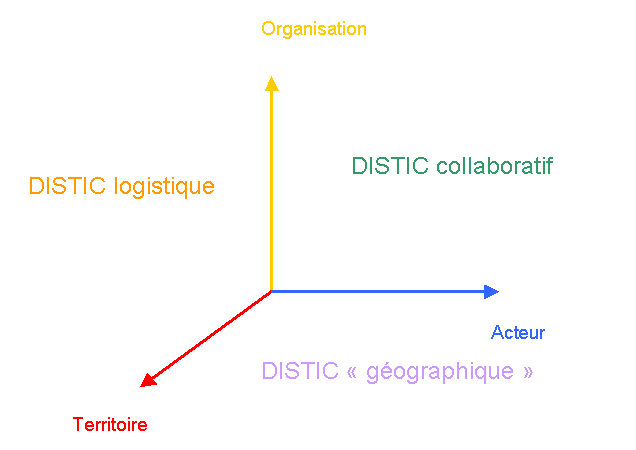 Organisation
DISTIC collaboratif
DISTIC logistique
Acteur
DISTIC « géographique »
Territoire